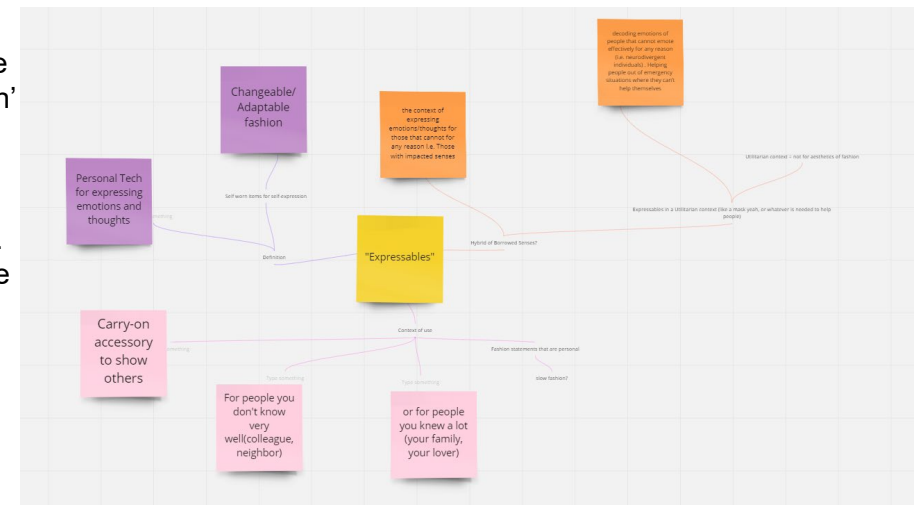 e
n'
e
decoding emotions of
people that cannot emote
effectively for any reason
(i.e. neurodivergent
individuals) . Helping
people out of emergency
situations where they can't
help themselves
Changeable/
Adaptable
fashion
the context of
expressing
emotions/thoughts for
those that cannot for
any reason i.e. Those
with impacted senses
Utilitarian context - not for aesthetics of fashion
Personal Tech
for expressing
emotions and
thoughts
something
Self worn items for self-expression
Expressables in a Utilitarian context (like a mask yeah, or whatever is needed to help
people)
Definition
"Expressables"
Hybrid of Borrowed Senses?
Carry-on
accessory
to show
others
something
Context of use
Fashion statements that are personal
Type something
Type something
slow fashion?
For people you
don't know
very
well(colleague,
neighbor)
or for people
you knew a lot
(your family,
your lover)